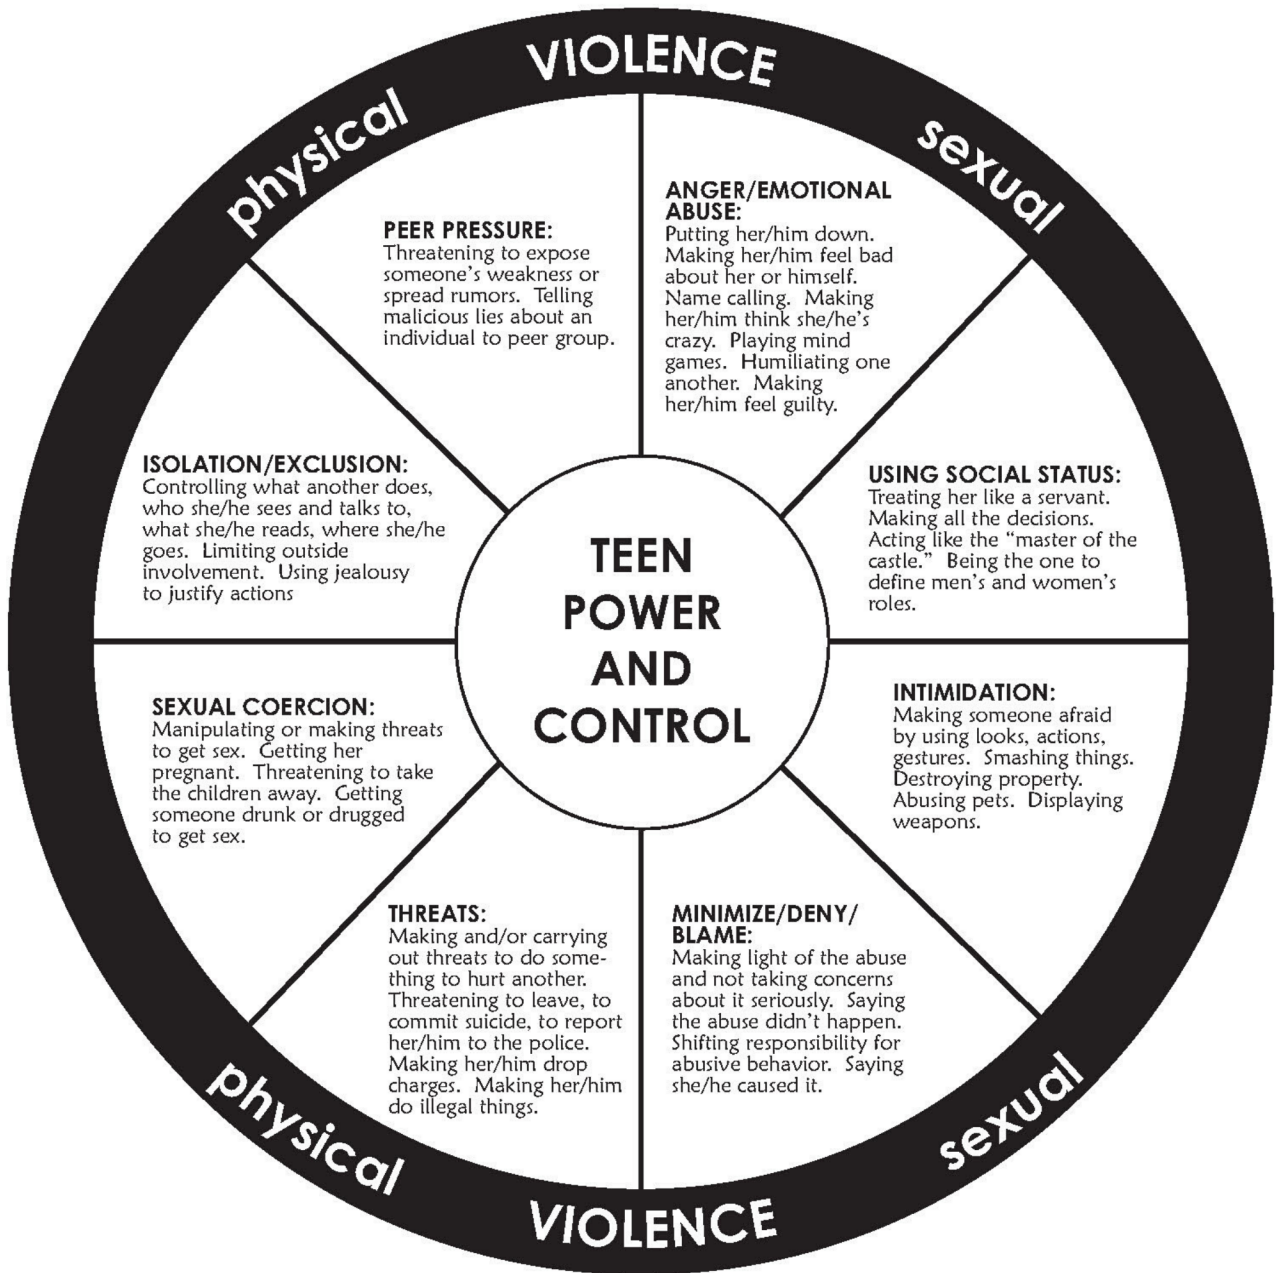 VIOLENCE
physical
sexual
PEER PRESSURE:
Threatening to expose
someone's weakness or
spread rumors.  Telling
malicious lies about an
individual to peer group.
ANGER/EMOTIONAL
ABUSE:
Putting her/him down.
Making her/him feel bad
about her or himself.
Name calling.  Making
her/him think she/he's
crazy.  Playing mind
games.  Humiliating one
another.  Making
her/him feel guilty.
ISOLATION/EXCLUSION:
Controlling what another does,
who she/he sees and talks to,
what she/he reads, where she/he
goes.  Limiting outside
involvement.  Using jealousy
to justify actions
USING SOCIAL STATUS:
Treating her like a servant.
Making all the decisions.
Acting like the “master of the
castle.”  Being the one to
define men's and women's
roles.
TEEN
POWER
AND
CONTROL
SEXUAL COERCION:
Manipulating or making threats
to get sex.  Getting her
pregnant.  Threatening to take
the children away.  Getting
someone drunk or drugged
to get sex.
INTIMIDATION:
Making someone afraid
by using looks, actions,
gestures.  Smashing things.
Destroying property.
Abusing pets.  Displaying
weapons.
THREATS:
Making and/or carrying
out threats to do some-
thing to hurt another.
Threatening to leave, to
commit suicide, to report
her/him to the police.
Making her/him drop
charges.  Making her/him
do illegal things.
MINIMIZE/DENY/
BLAME:
Making light of the abuse
and not taking concerns
about it seriously.  Saying
the abuse didn't happen.
Shifting responsibility for
abusive behavior.  Saying
she/he caused it.
physical
sexual
VIOLENCE